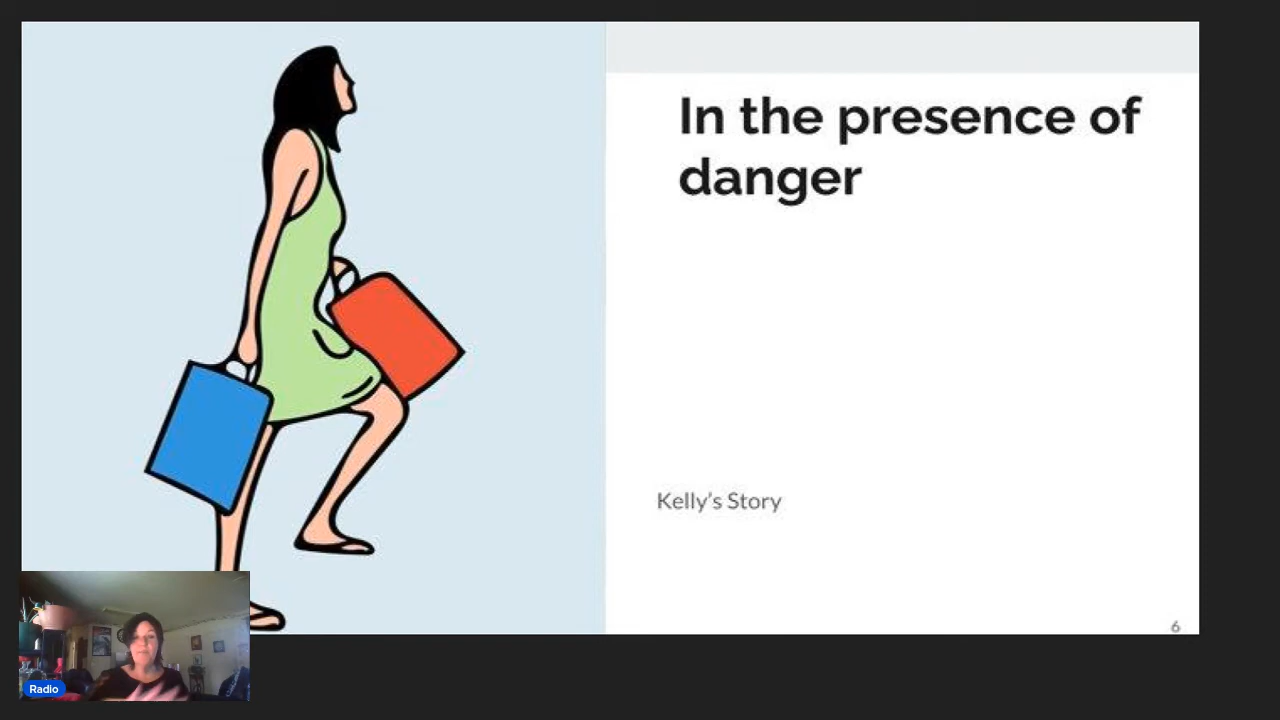 In the presence of
danger
Kelly's Story
6
Radio